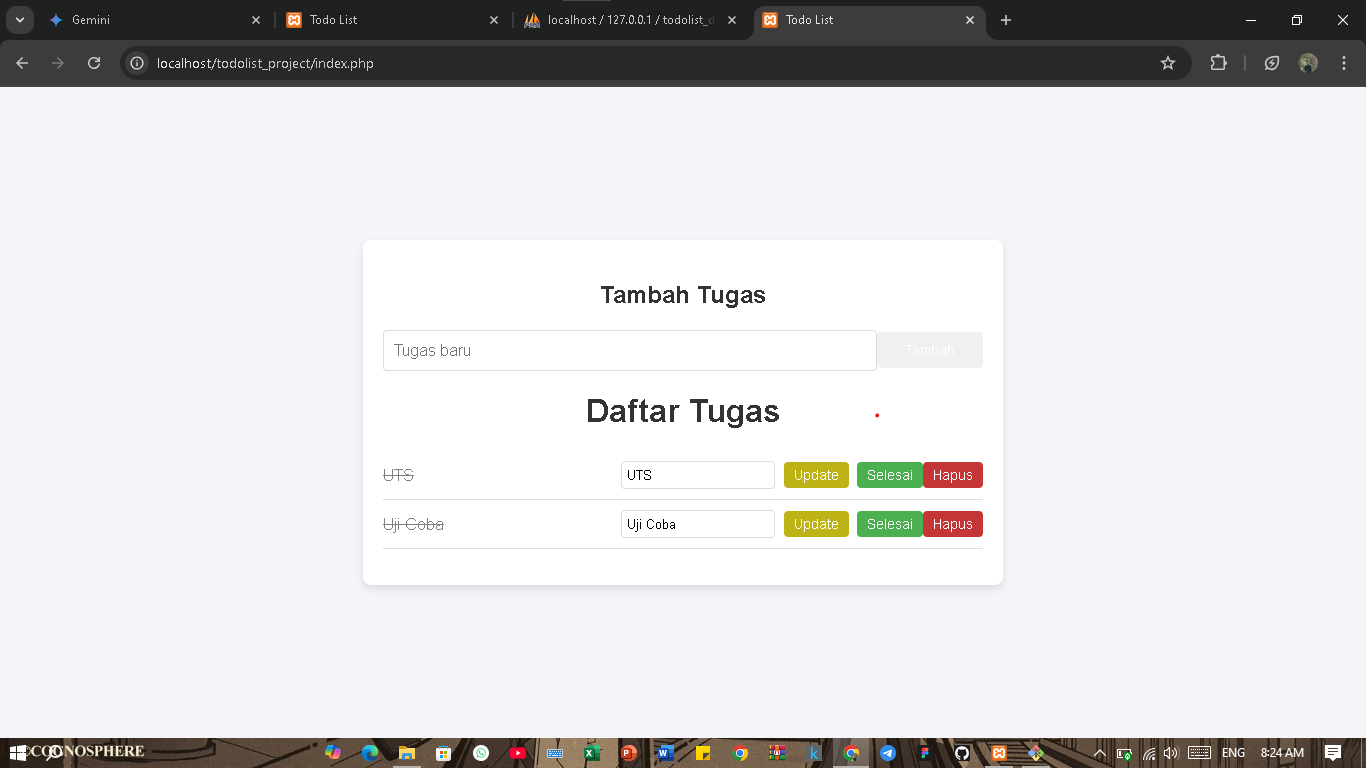 Gemini
Todo List
localhost / 127.0.0.1 / todolist_d
Todo List
localhost/todolist_project/index.php
Tambah Tugas
Tugas baru
Tambah
Daftar Tugas
UTS UTS Update Selesai Hapus
Uji Coba Uji Coba Update Selesai Hapus
©COGNOSPHERE
ENG 8:24 AM